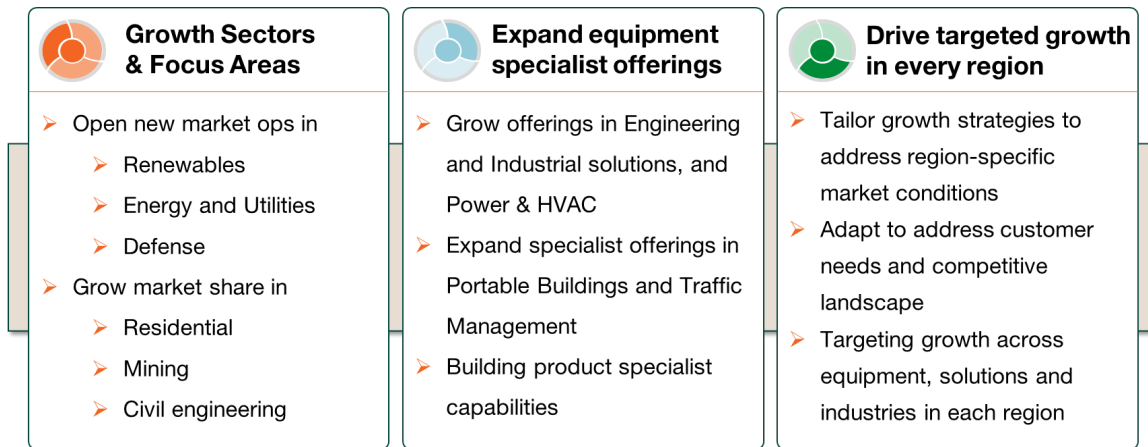 Growth Sectors
& Focus Areas
Open new market ops in
Renewables
Energy and Utilities
Defense
Grow market share in
Residential
Mining
Civil engineering
Expand equipment
specialist offerings
Grow offerings in Engineering
and Industrial solutions, and
Power & HVAC
Expand specialist offerings in
Portable Buildings and Traffic
Management
Building product specialist
capabilities
Drive targeted growth
in every region
Tailor growth strategies to
address region-specific
market conditions
Adapt to address customer
needs and competitive
landscape
Targeting growth across
equipment, solutions and
industries in each region